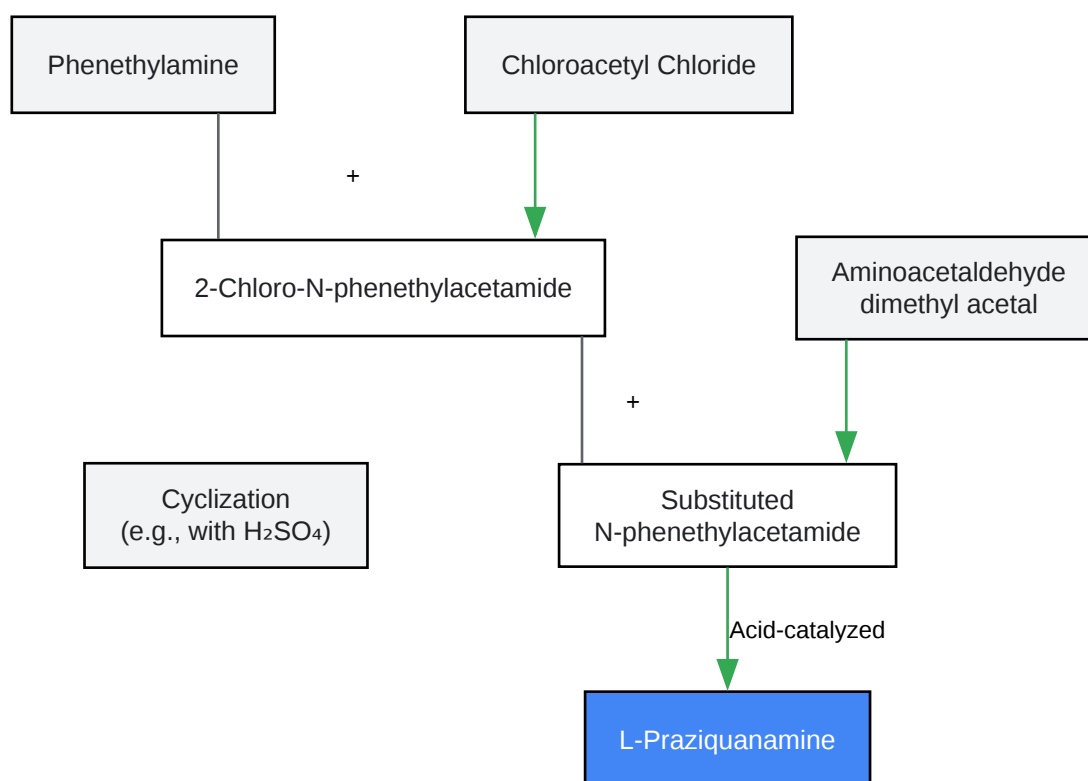 Phenethylamine
Chloroacetyl Chloride
+
2-Chloro-N-phenethylacetamide
Aminoacetaldehyde
dimethyl acetal
+
Cyclization
(e.g., with H₂SO₄)
Substituted
N-phenethylacetamide
Acid-catalyzed
L-Praziquanamine